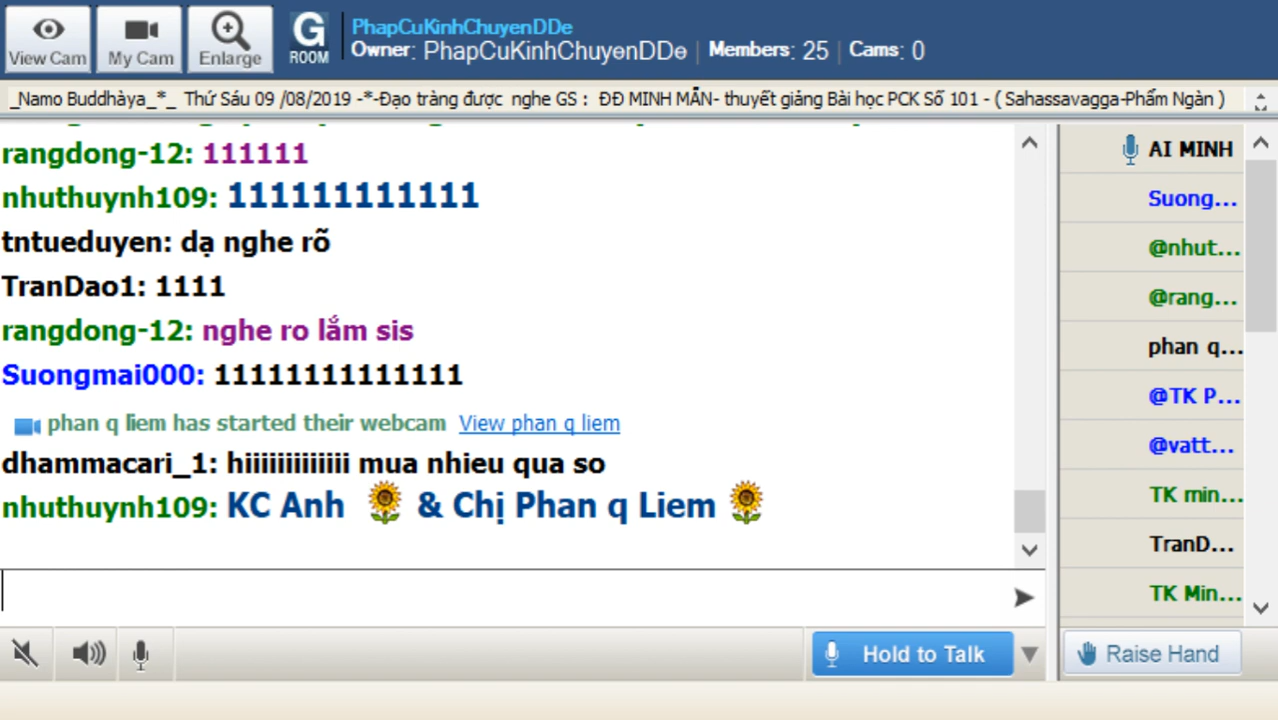 View Cam
My Cam
Enlarge
G ROOM
PhapCuKinhChuyenDDe
Owner: PhapCuKinhChuyenDDe | Members: 25 | Cams: 0
_Namo Buddhàya_*_ Thứ Sáu 09 /08/2019 -*-Đạo tràng được nghe GS : ĐĐ MINH MẪN- thuyết giảng Bài học PCK Số 101 - ( Sahassavagga-Phẩm Ngàn )
rangdong-12: 111111
nhuthuynh109: 111111111111
tntueduyen: dạ nghe rõ
TranDao1: 1111
rangdong-12: nghe ro lắm sis
Suongmai000: 11111111111111
phan q liem has started their webcam View phan q liem
dhammacari_1: hiiiiiiiiiiiii mua nhieu qua so
nhuthuynh109: KC Anh & Chị Phan q Liem
AI MINH
Suong...
@nhut...
@rang...
phan q...
@TK P...
@vatt...
TK min...
TranD...
TK Min...
Hold to Talk
Raise Hand